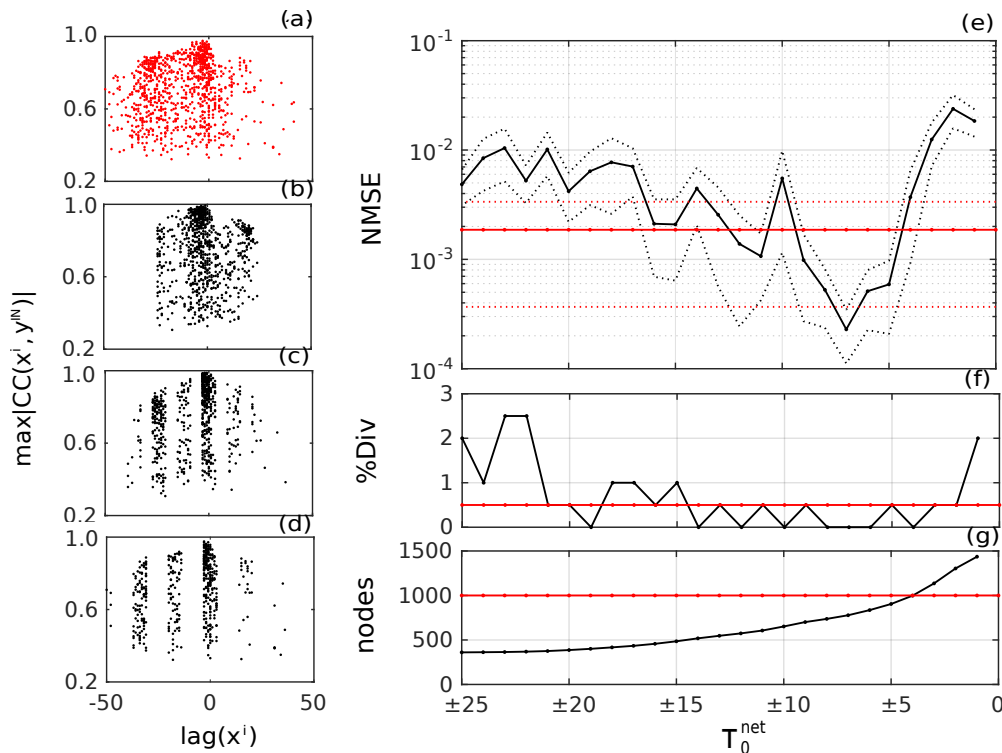 (a)
1.0
0.6
0.2
(b)
1.0
0.6
0.2
(c)
1.0
0.6
0.2
(d)
1.0
0.6
0.2
-50
0
50
lag(xⁱ)
max|CC(xⁱ, yᴵᴺ)|
(e)
10⁻¹
10⁻²
10⁻³
10⁻⁴
NMSE
(f)
3
2
1
0
%Div
(g)
1500
1000
500
0
nodes
±25
±20
±15
±10
±5
0
T₀ⁿᵉᵗ